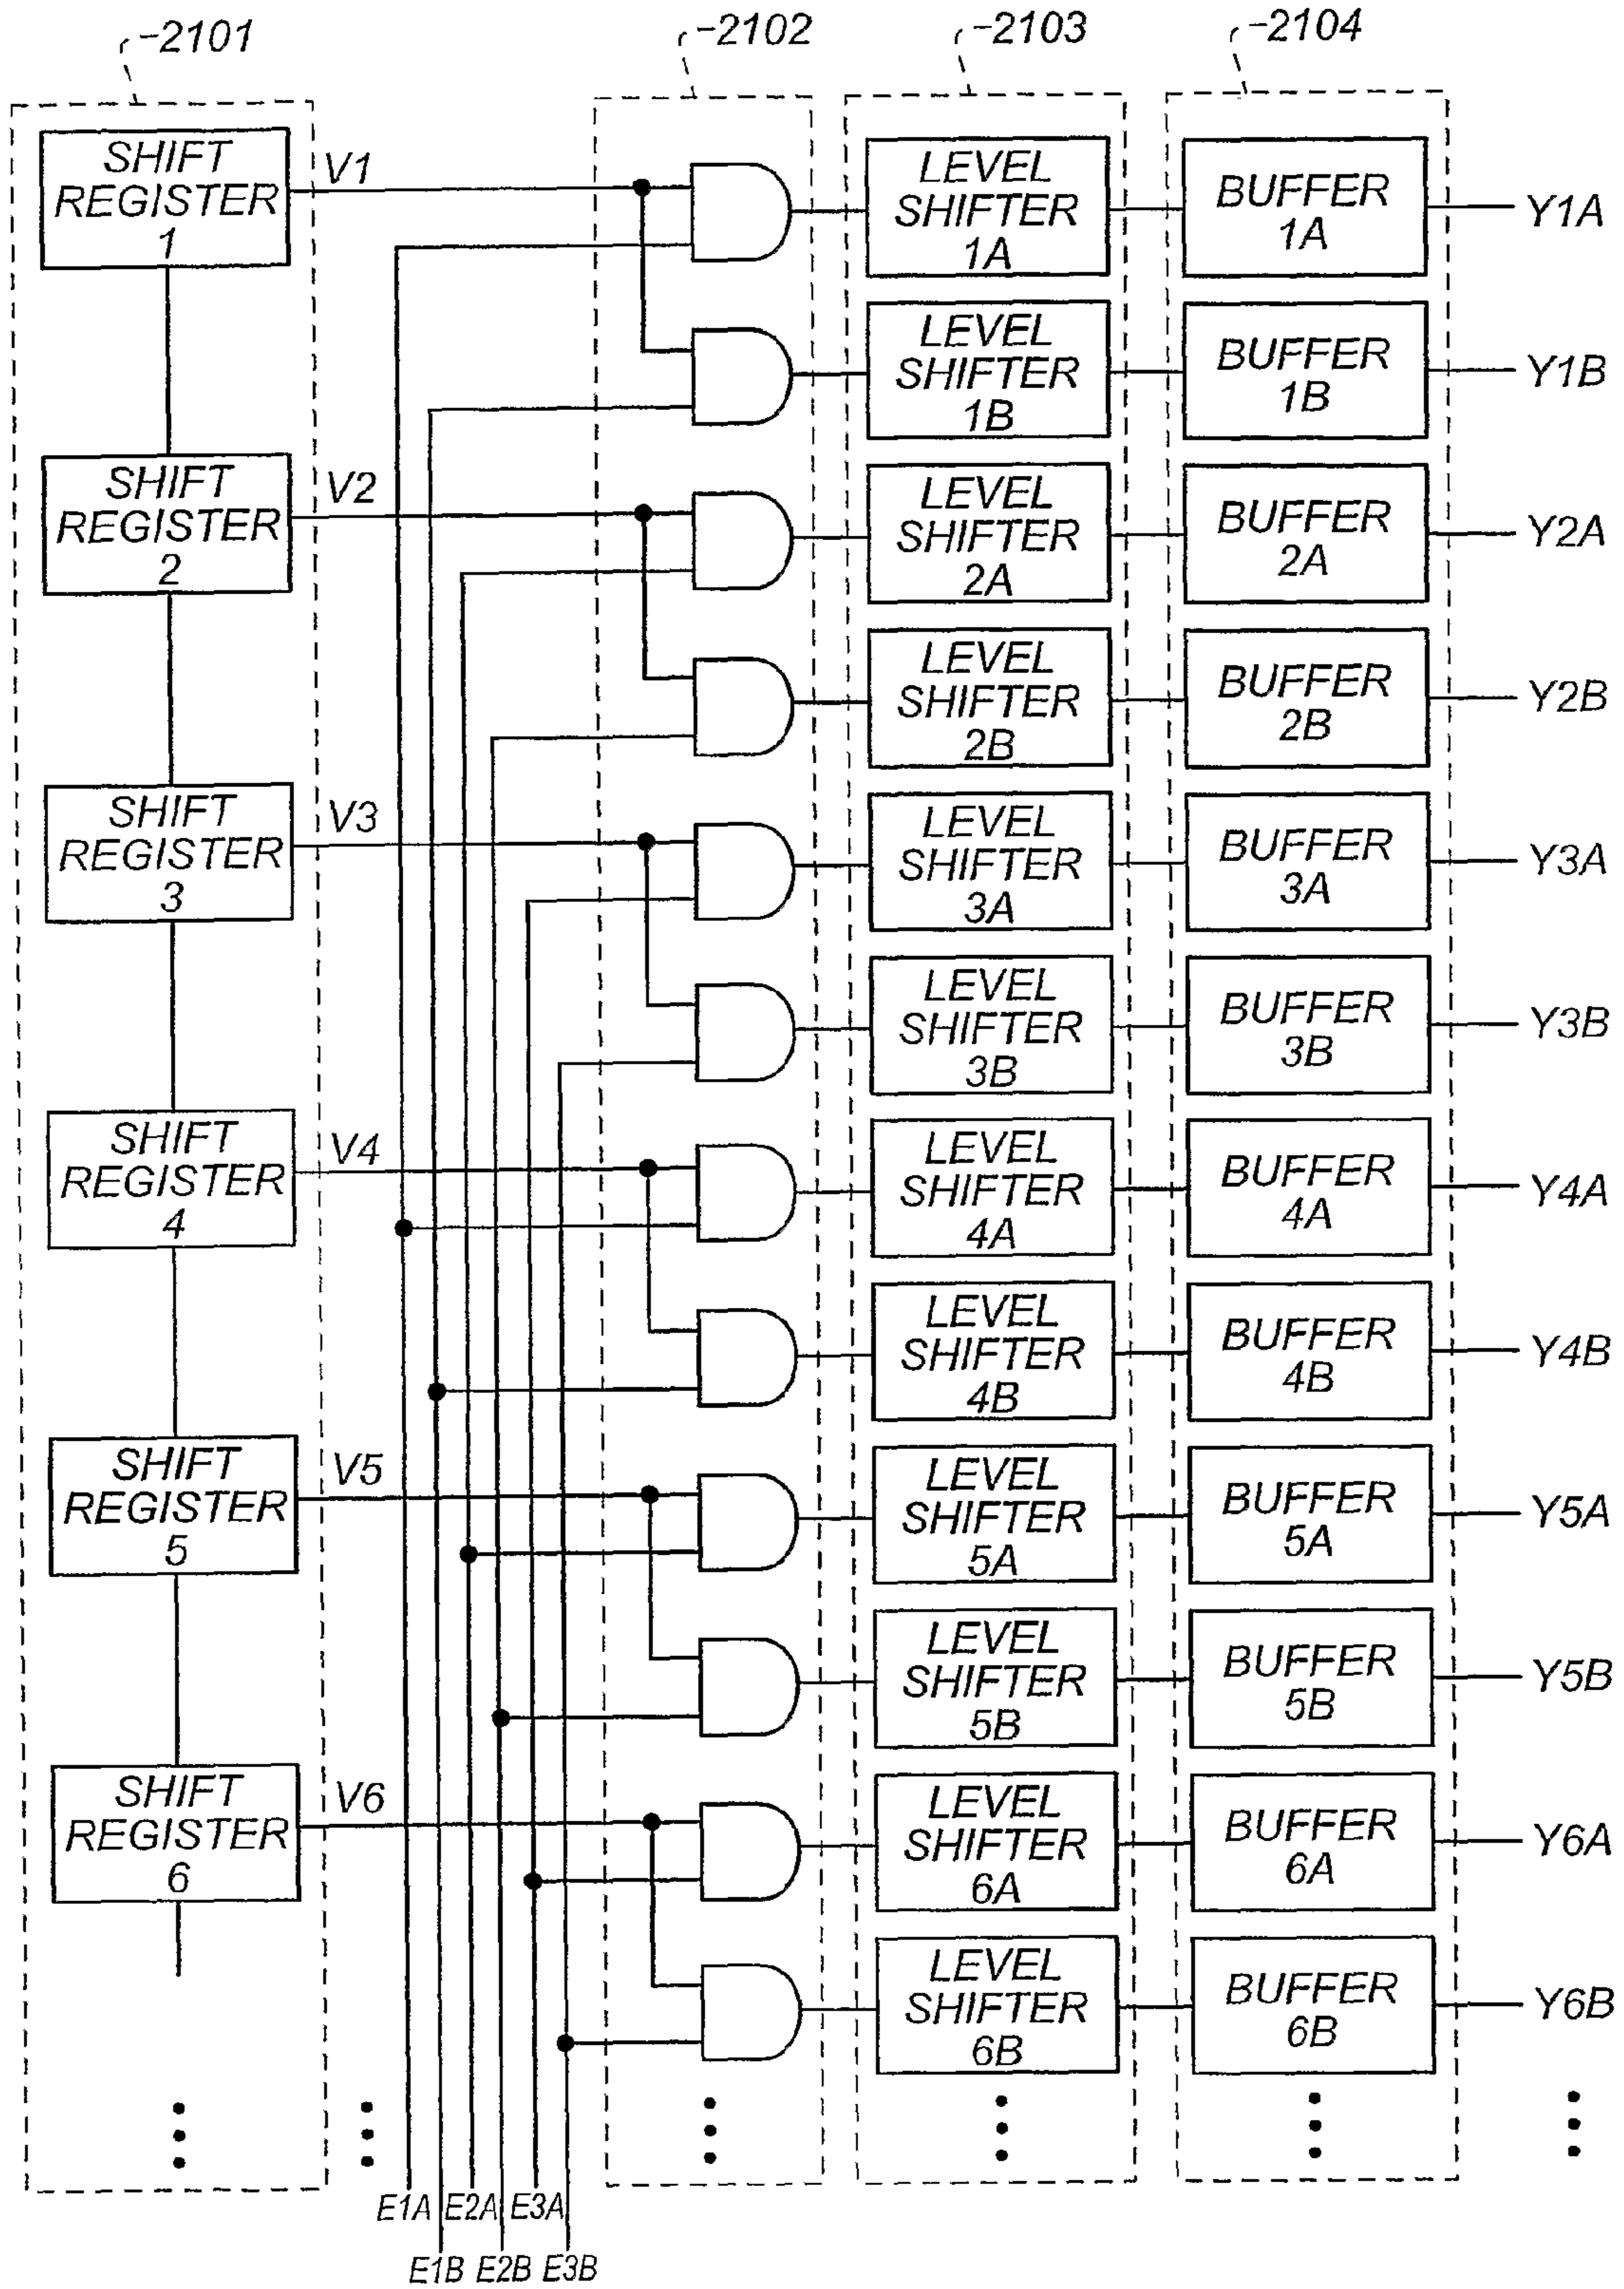 2101
2102
2103
2104
SHIFT
REGISTER
1
V1
LEVEL
SHIFTER
1A
BUFFER
1A
Y1A
LEVEL
SHIFTER
1B
BUFFER
1B
Y1B
SHIFT
REGISTER
2
V2
LEVEL
SHIFTER
2A
BUFFER
2A
Y2A
LEVEL
SHIFTER
2B
BUFFER
2B
Y2B
SHIFT
REGISTER
3
V3
LEVEL
SHIFTER
3A
BUFFER
3A
Y3A
LEVEL
SHIFTER
3B
BUFFER
3B
Y3B
SHIFT
REGISTER
4
V4
LEVEL
SHIFTER
4A
BUFFER
4A
Y4A
LEVEL
SHIFTER
4B
BUFFER
4B
Y4B
SHIFT
REGISTER
5
V5
LEVEL
SHIFTER
5A
BUFFER
5A
Y5A
LEVEL
SHIFTER
5B
BUFFER
5B
Y5B
SHIFT
REGISTER
6
V6
LEVEL
SHIFTER
6A
BUFFER
6A
Y6A
LEVEL
SHIFTER
6B
BUFFER
6B
Y6B
E1A E2A E3A
E1B E2B E3B